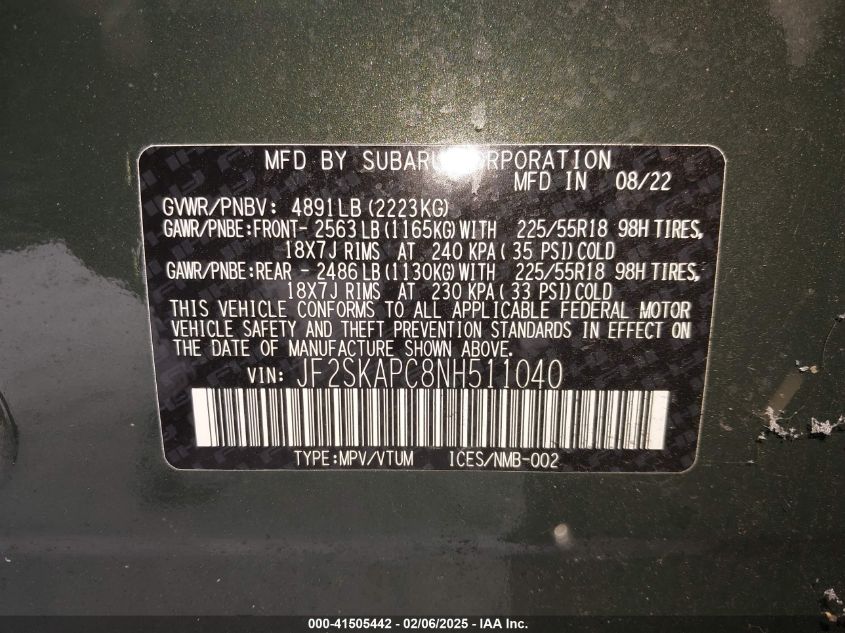 MFD BY SUBARU CORPORATION
MFD IN 08/22
GVWR/PNBV: 4891LB (2223KG)
GAWR/PNBE:FRONT- 2563 LB (1165KG) WITH 225/55R18 98H TIRES,
18X7J RIMS AT 240 KPA ( 35 PSI) COLD
GAWR/PNBE:REAR - 2486 LB (1130KG) WITH 225/55R18 98H TIRES,
18X7J RIMS AT 230 KPA ( 33 PSI) COLD
THIS VEHICLE CONFORMS TO ALL APPLICABLE FEDERAL MOTOR
VEHICLE SAFETY AND THEFT PREVENTION STANDARDS IN EFFECT ON
THE DATE OF MANUFACTURE SHOWN ABOVE.
VIN: JF2SKAPC8NH511040
TYPE:MPV/VTUM ICES/NMB-002
000-41505442 - 02/06/2025 - IAA Inc.